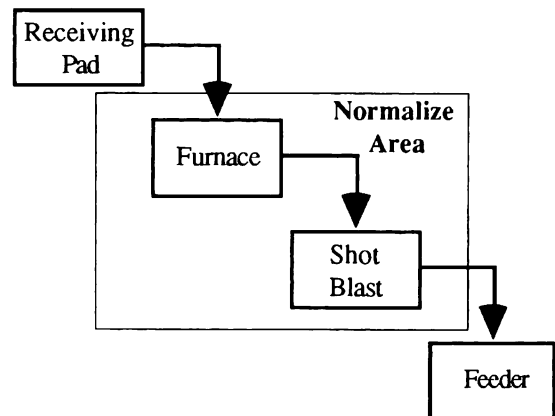 Receiving
Pad
Normalize
Area
Furnace
Shot
Blast
Feeder